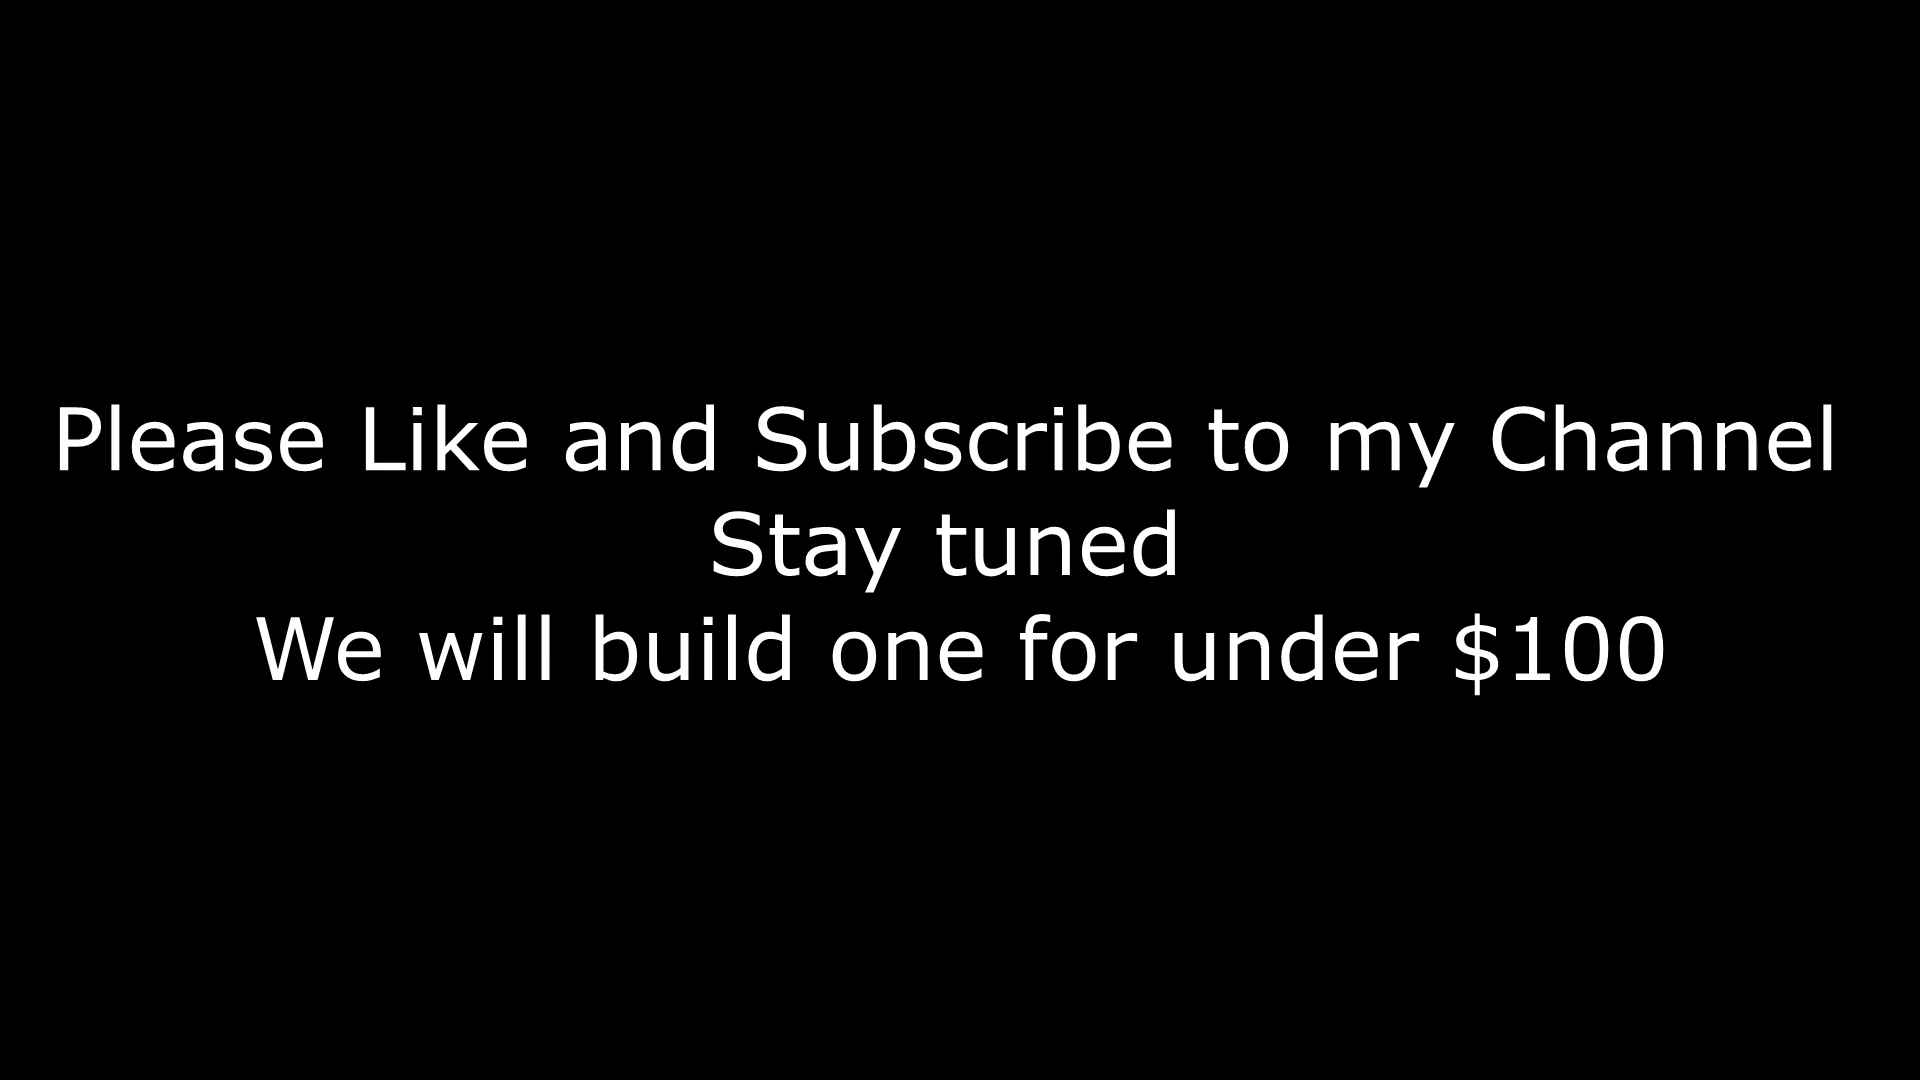 Please Like and Subscribe to my Channel
Stay tuned
We will build one for under $100